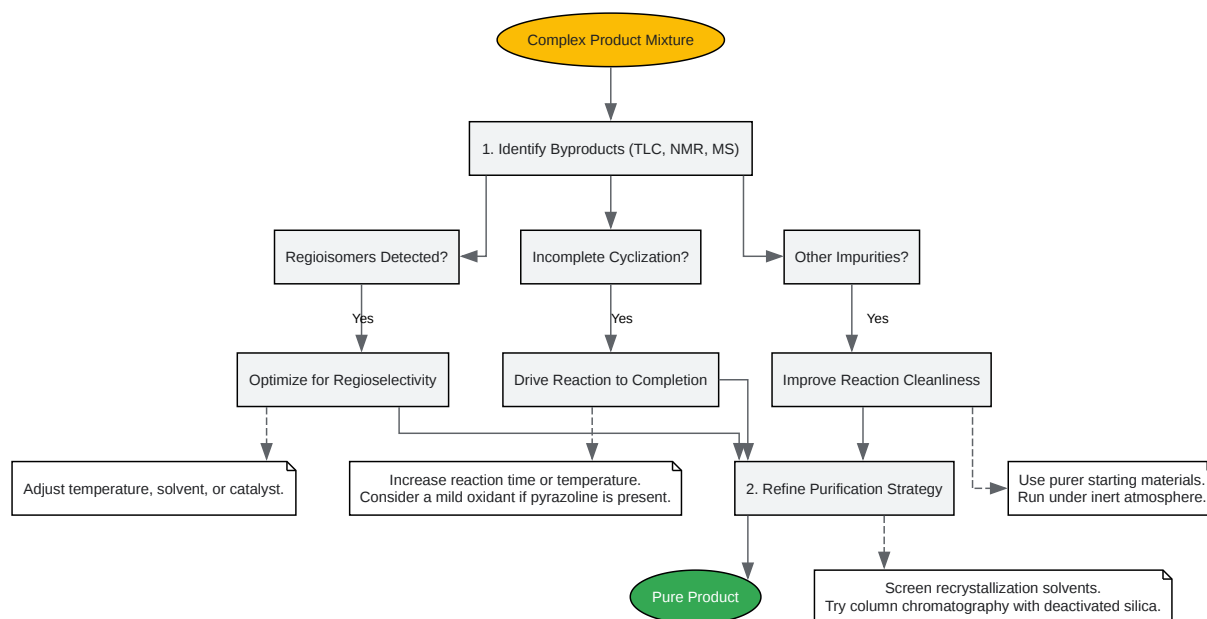 Complex Product Mixture
1. Identify Byproducts (TLC, NMR, MS)
Regioisomers Detected?
Incomplete Cyclization?
Other Impurities?
Yes
Yes
Yes
Optimize for Regioselectivity
Drive Reaction to Completion
Improve Reaction Cleanliness
Adjust temperature, solvent, or catalyst.
Increase reaction time or temperature.
Consider a mild oxidant if pyrazoline is present.
2. Refine Purification Strategy
Use purer starting materials.
Run under inert atmosphere.
Pure Product
Screen recrystallization solvents.
Try column chromatography with deactivated silica.